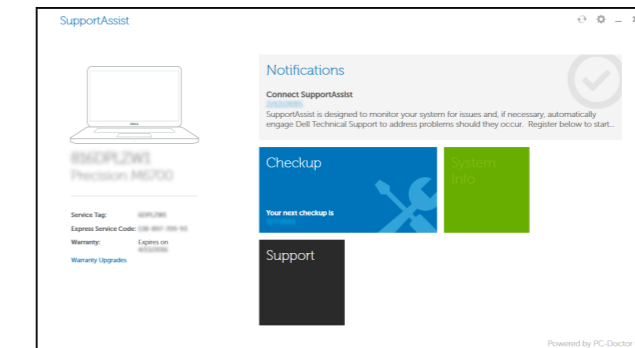 SupportAssist
Notifications
Connect SupportAssist
SupportAssist is designed to monitor your system for issues and, if necessary, automatically
engage Dell Technical Support to address problems should they occur. Register below to start...
Precision M6700
Checkup
System
Info
Your next checkup is
Service Tag:
Express Service Code:
Warranty: Expires on
Warranty Upgrades
Support
Powered by PC-Doctor